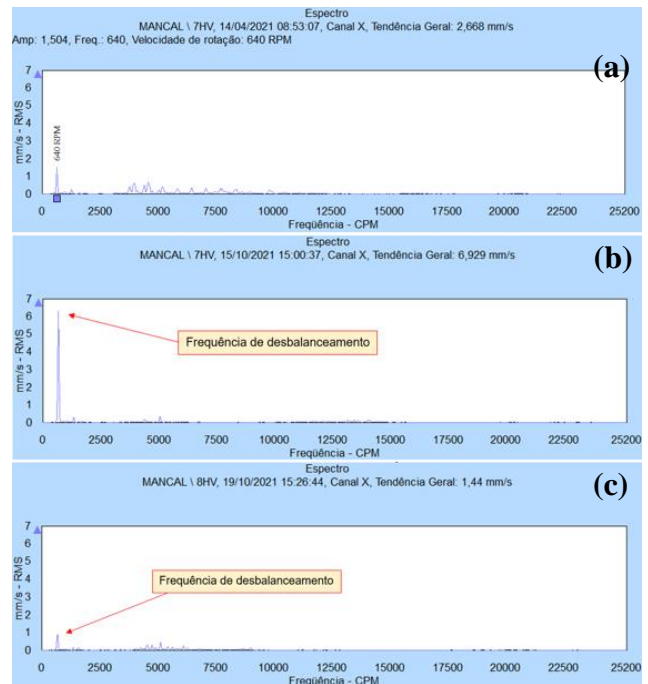 Espectro
MANCAL \ 7HV, 14/04/2021 08:53:07, Canal X, Tendência Geral: 2,668 mm/s
Amp: 1,504, Freq.: 640, Velocidade de rotação: 640 RPM
(a)
7
6
5
4
3
2
1
0
mm/s - RMS
640 RPM
0 2500 5000 7500 10000 12500 15000 17500 20000 22500 25200
Freqüência - CPM
Espectro
MANCAL \ 7HV, 15/10/2021 15:00:37, Canal X, Tendência Geral: 6,929 mm/s
(b)
7
6
5
4
3
2
1
0
mm/s - RMS
Frequência de desbalanceamento
0 2500 5000 7500 10000 12500 15000 17500 20000 22500 25200
Freqüência - CPM
Espectro
MANCAL \ 8HV, 19/10/2021 15:26:44, Canal X, Tendência Geral: 1,44 mm/s
(c)
7
6
5
4
3
2
1
0
mm/s - RMS
Frequência de desbalanceamento
0 2500 5000 7500 10000 12500 15000 17500 20000 22500 25200
Freqüência - CPM